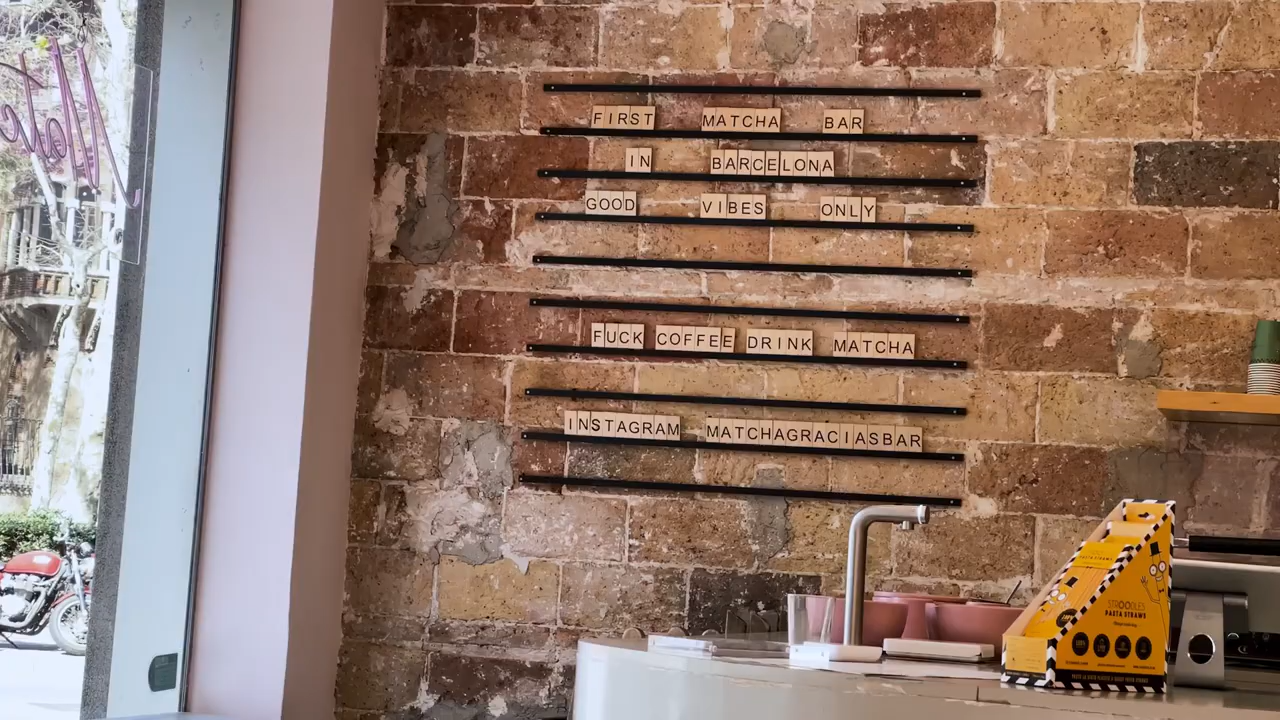 FIRST MATCHA BAR
IN BARCELONA
GOOD VIBES ONLY
FUCK COFFEE DRINK MATCHA
INSTAGRAM MATCHAGRACIASBAR
STROODLES
PASTA STRAWS